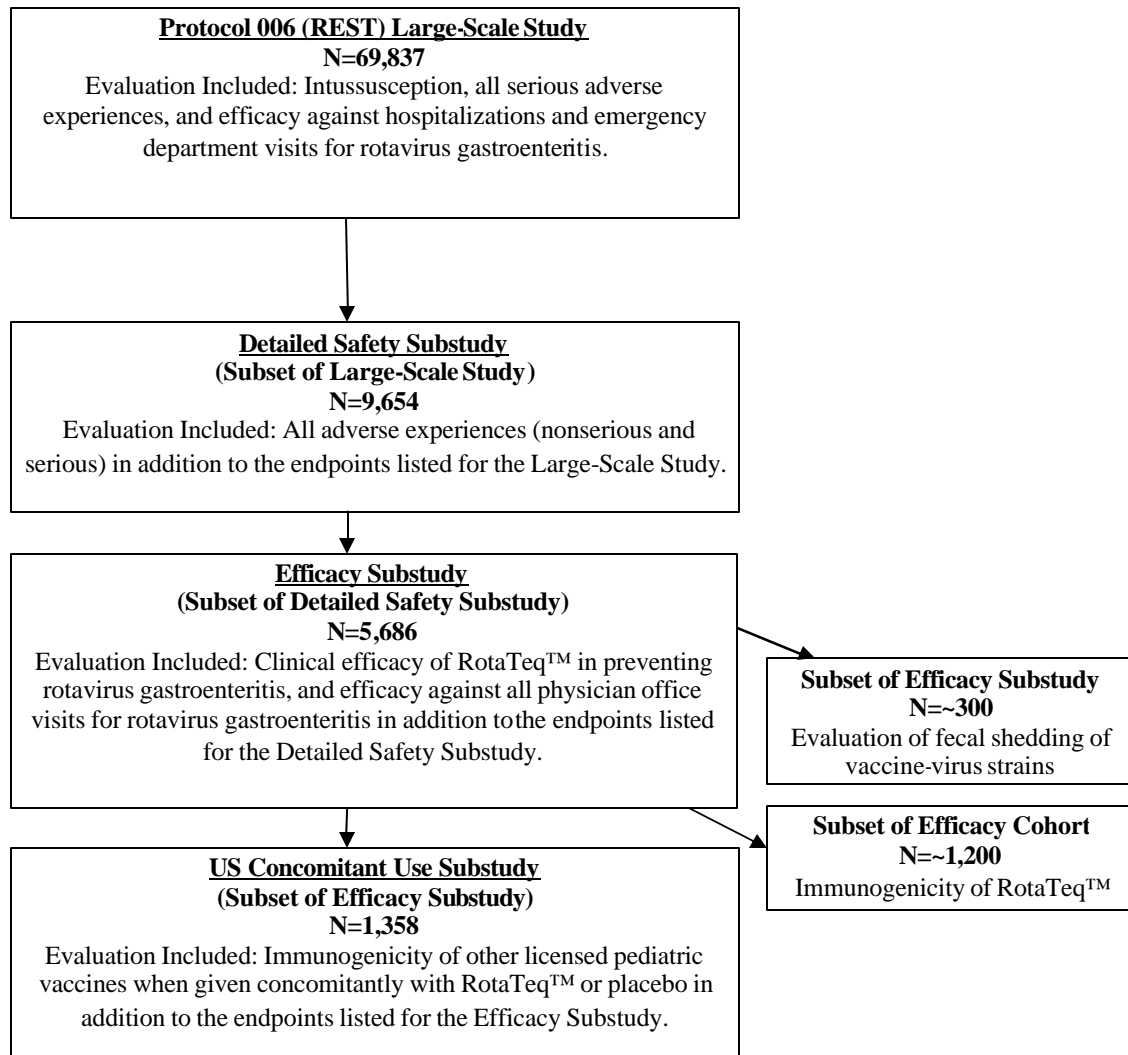 Protocol 006 (REST) Large-Scale Study
N=69,837
Evaluation Included: Intussusception, all serious adverse
experiences, and efficacy against hospitalizations and emergency
department visits for rotavirus gastroenteritis.
Detailed Safety Substudy
(Subset of Large-Scale Study)
N=9,654
Evaluation Included: All adverse experiences (nonserious and
serious) in addition to the endpoints listed for the Large-Scale Study.
Efficacy Substudy
(Subset of Detailed Safety Substudy)
N=5,686
Evaluation Included: Clinical efficacy of RotaTeq™ in preventing
rotavirus gastroenteritis, and efficacy against all physician office
visits for rotavirus gastroenteritis in addition to the endpoints listed
for the Detailed Safety Substudy.
Subset of Efficacy Substudy
N=~300
Evaluation of fecal shedding of
vaccine-virus strains
Subset of Efficacy Cohort
N=~1,200
Immunogenicity of RotaTeq™
US Concomitant Use Substudy
(Subset of Efficacy Substudy)
N=1,358
Evaluation Included: Immunogenicity of other licensed pediatric
vaccines when given concomitantly with RotaTeq™ or placebo in
addition to the endpoints listed for the Efficacy Substudy.